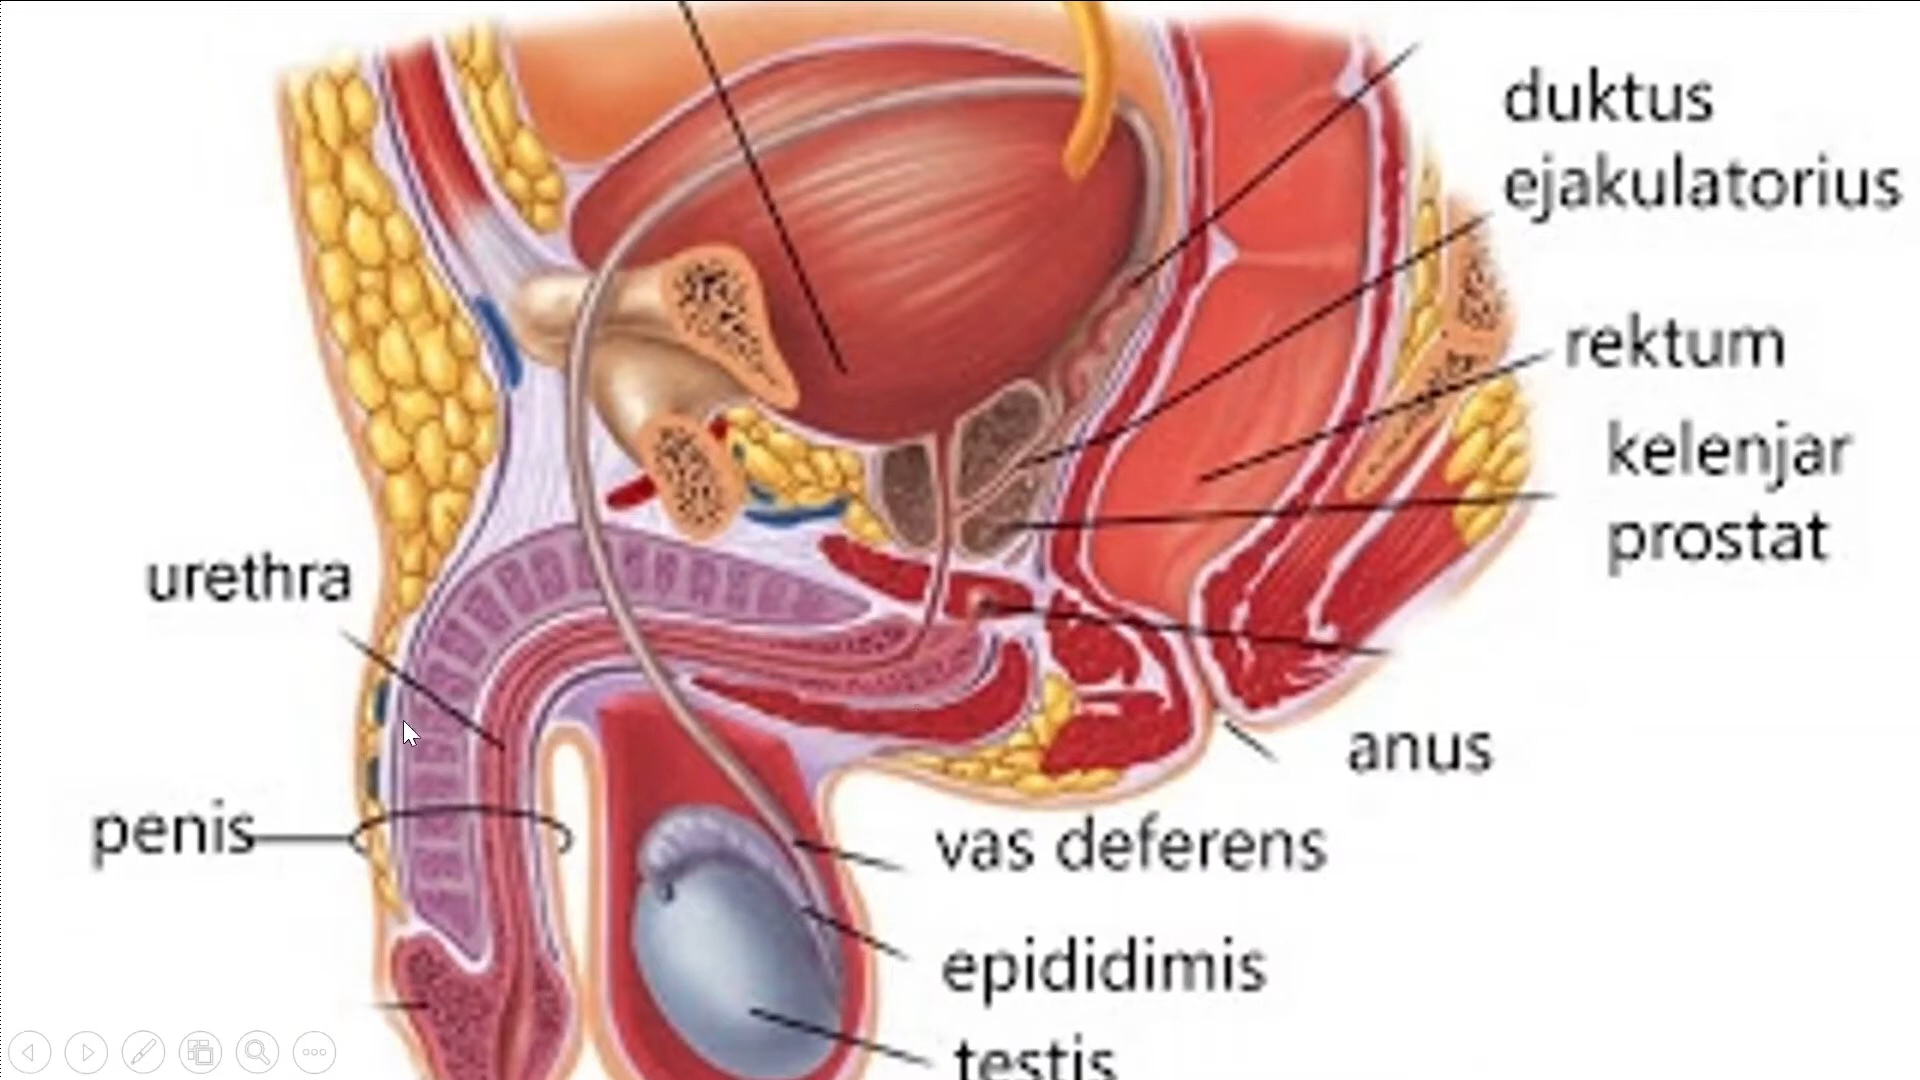 duktus
ejakulatorius
rektum
kelenjar
prostat
urethra
anus
penis
vas deferens
epididimis
testis